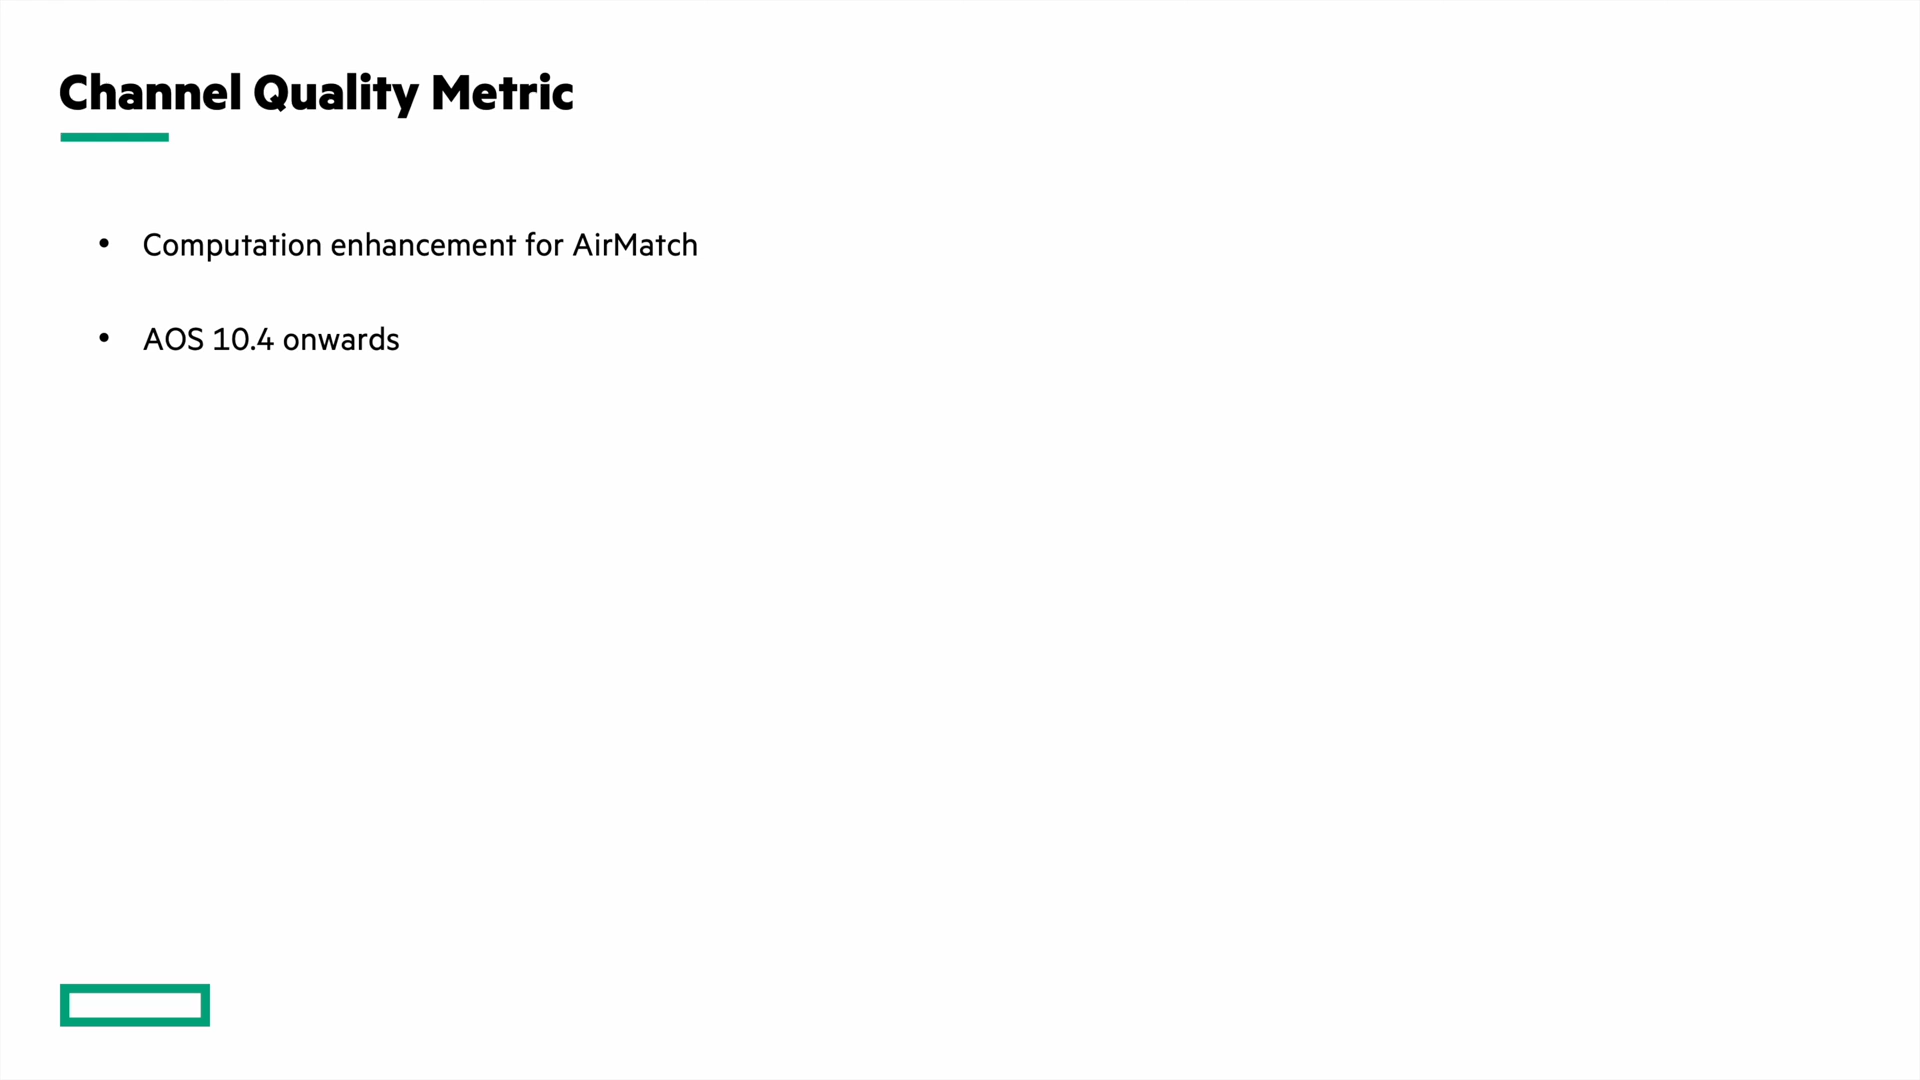 Channel Quality Metric
• Computation enhancement for AirMatch
• AOS 10.4 onwards